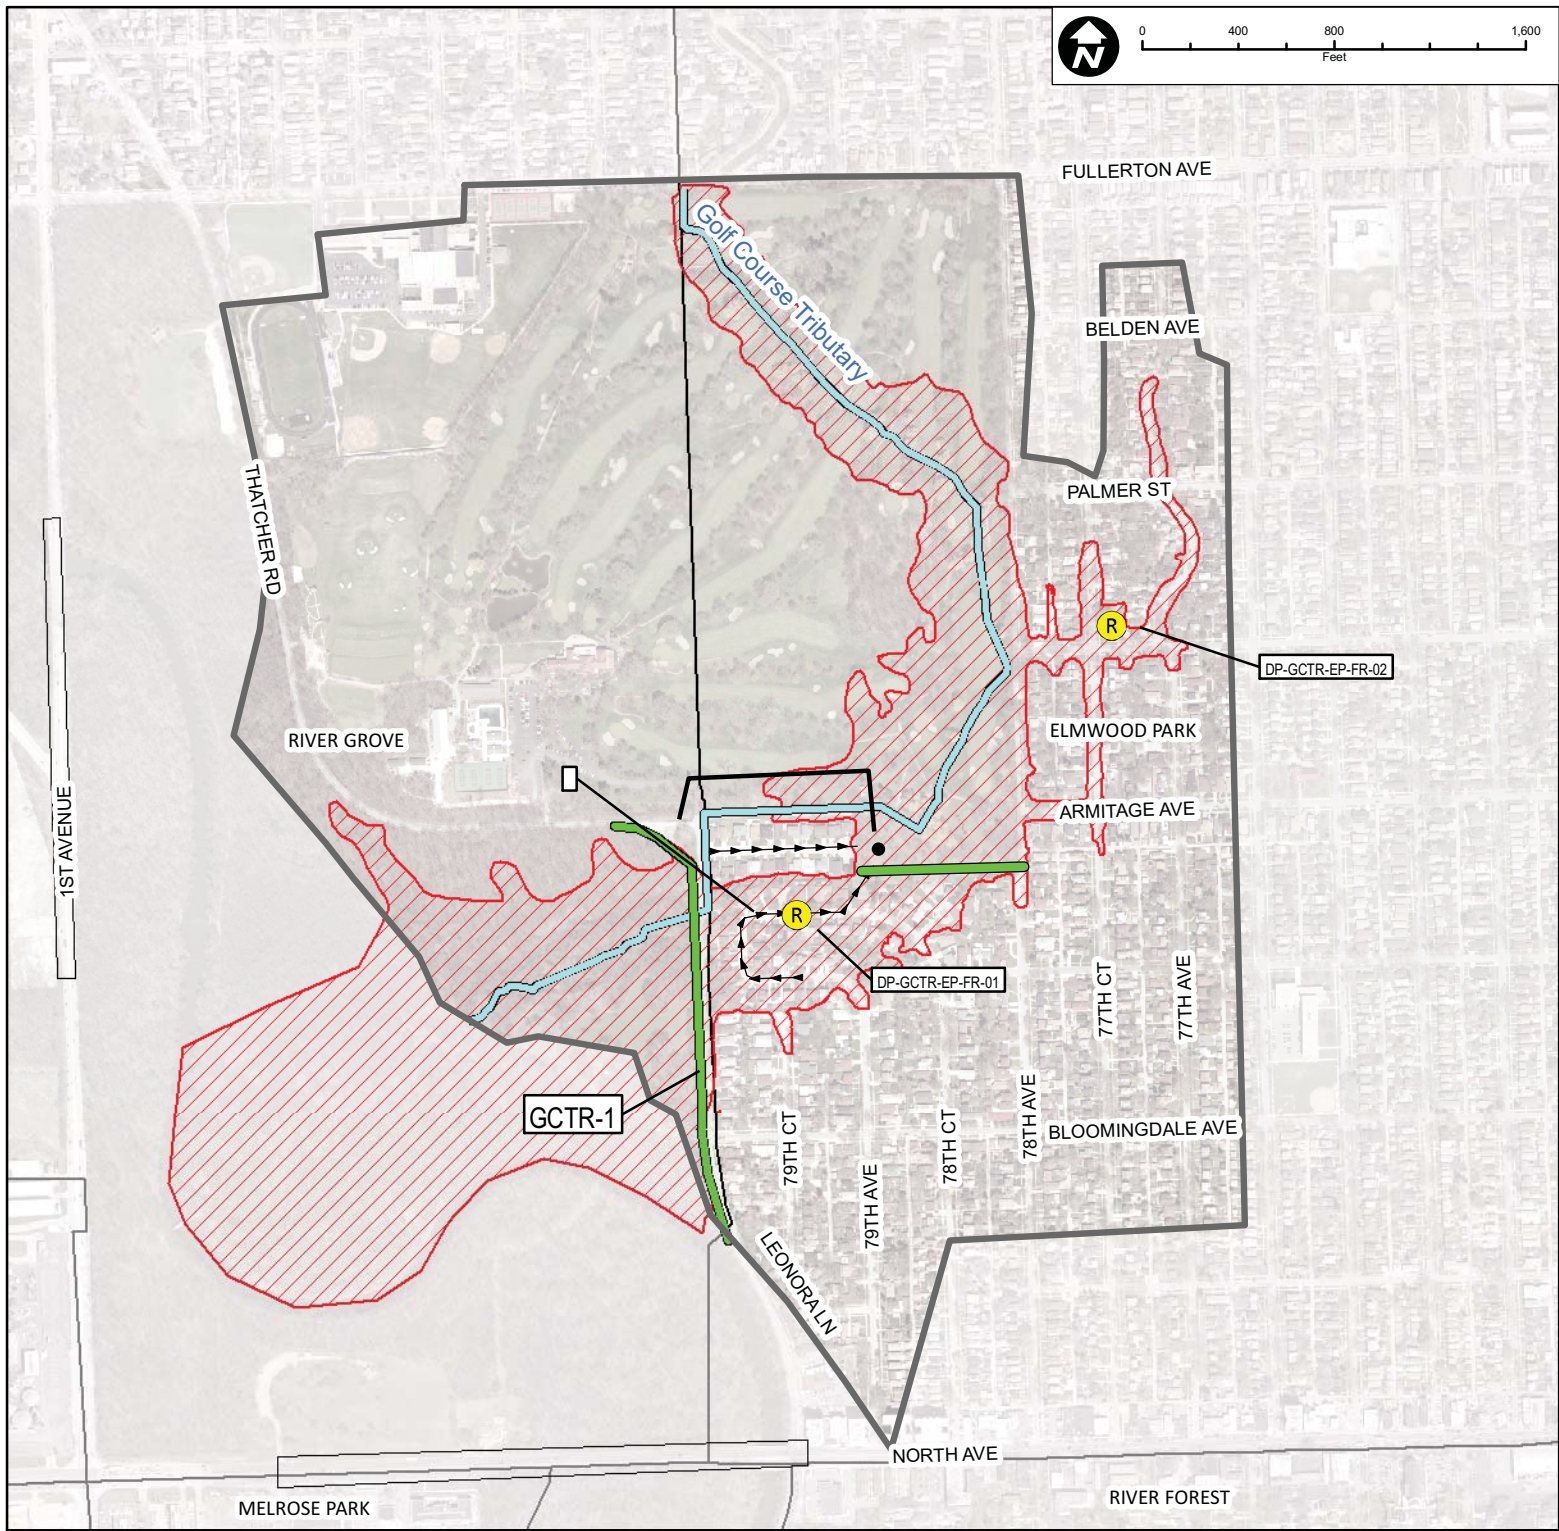 N
0 400 800 1,600
Feet
FULLERTON AVE
Golf Course Tributary
BELDEN AVE
THATCHER RD
PALMER ST
R
DP-GCTR-EP-FR-02
RIVER GROVE
ELMWOOD PARK
1ST AVENUE
ARMITAGE AVE
R
DP-GCTR-EP-FR-01
77TH CT
77TH AVE
GCTR-1
79TH CT
78TH CT
78TH AVE
BLOOMINGDALE AVE
79TH AVE
LEONORA LN
NORTH AVE
MELROSE PARK
RIVER FOREST